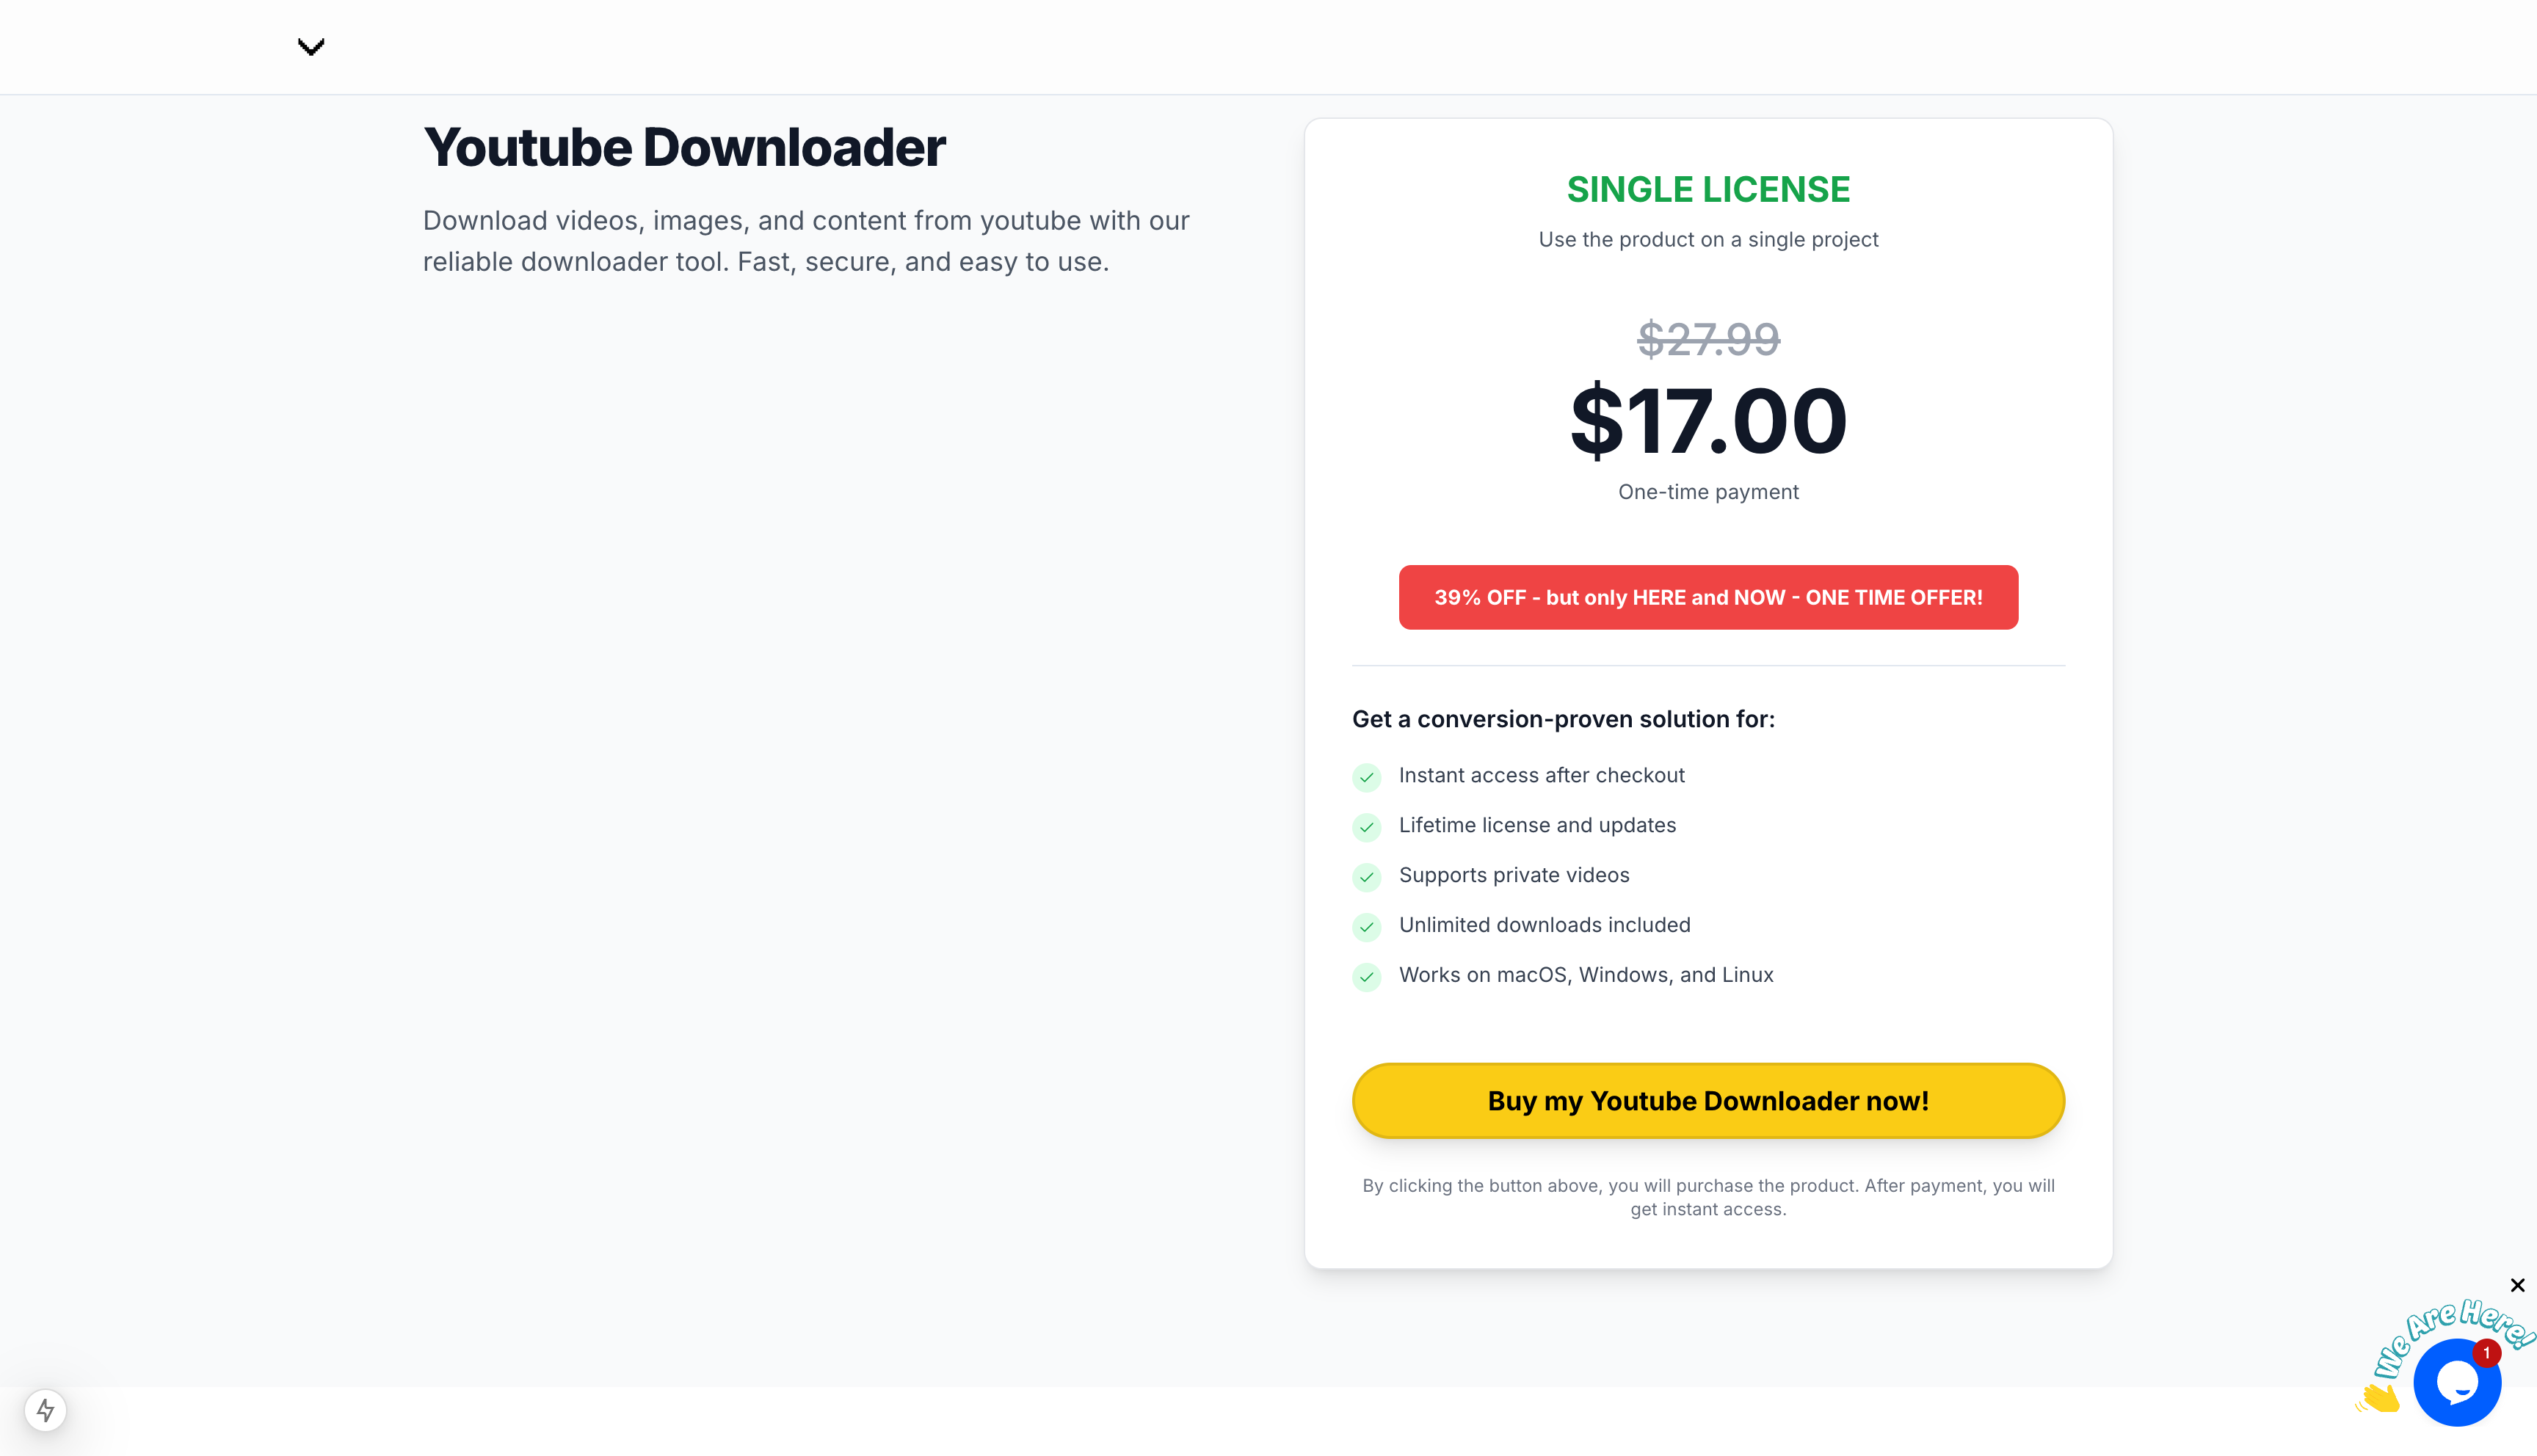 Youtube Downloader
Download videos, images, and content from youtube with our
reliable downloader tool. Fast, secure, and easy to use.
SINGLE LICENSE
Use the product on a single project
$27.99
$17.00
One-time payment
39% OFF - but only HERE and NOW - ONE TIME OFFER!
Get a conversion-proven solution for:
Instant access after checkout
Lifetime license and updates
Supports private videos
Unlimited downloads included
Works on macOS, Windows, and Linux
Buy my Youtube Downloader now!
By clicking the button above, you will purchase the product. After payment, you will
get instant access.
We Are Here!
1